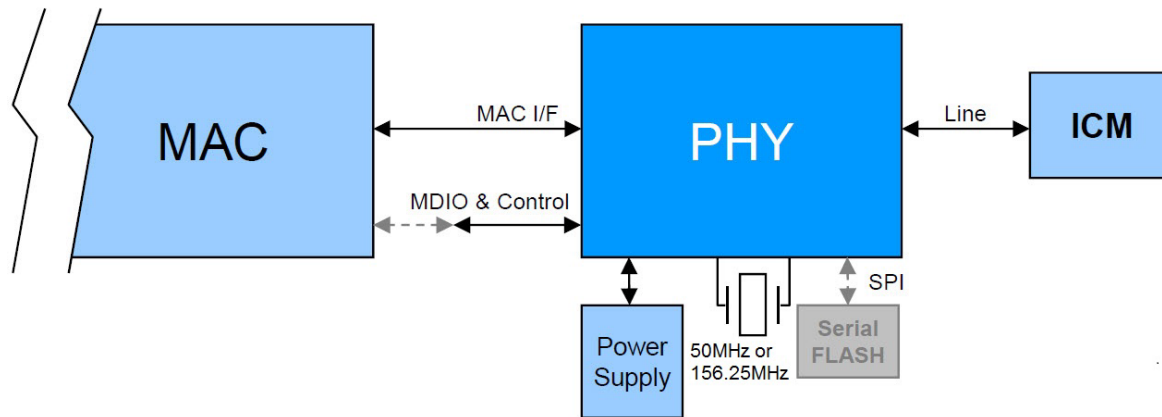 MAC
MAC I/F
PHY
Line
ICM
MDIO & Control
SPI
Power
Supply
50MHz or
156.25MHz
Serial
FLASH